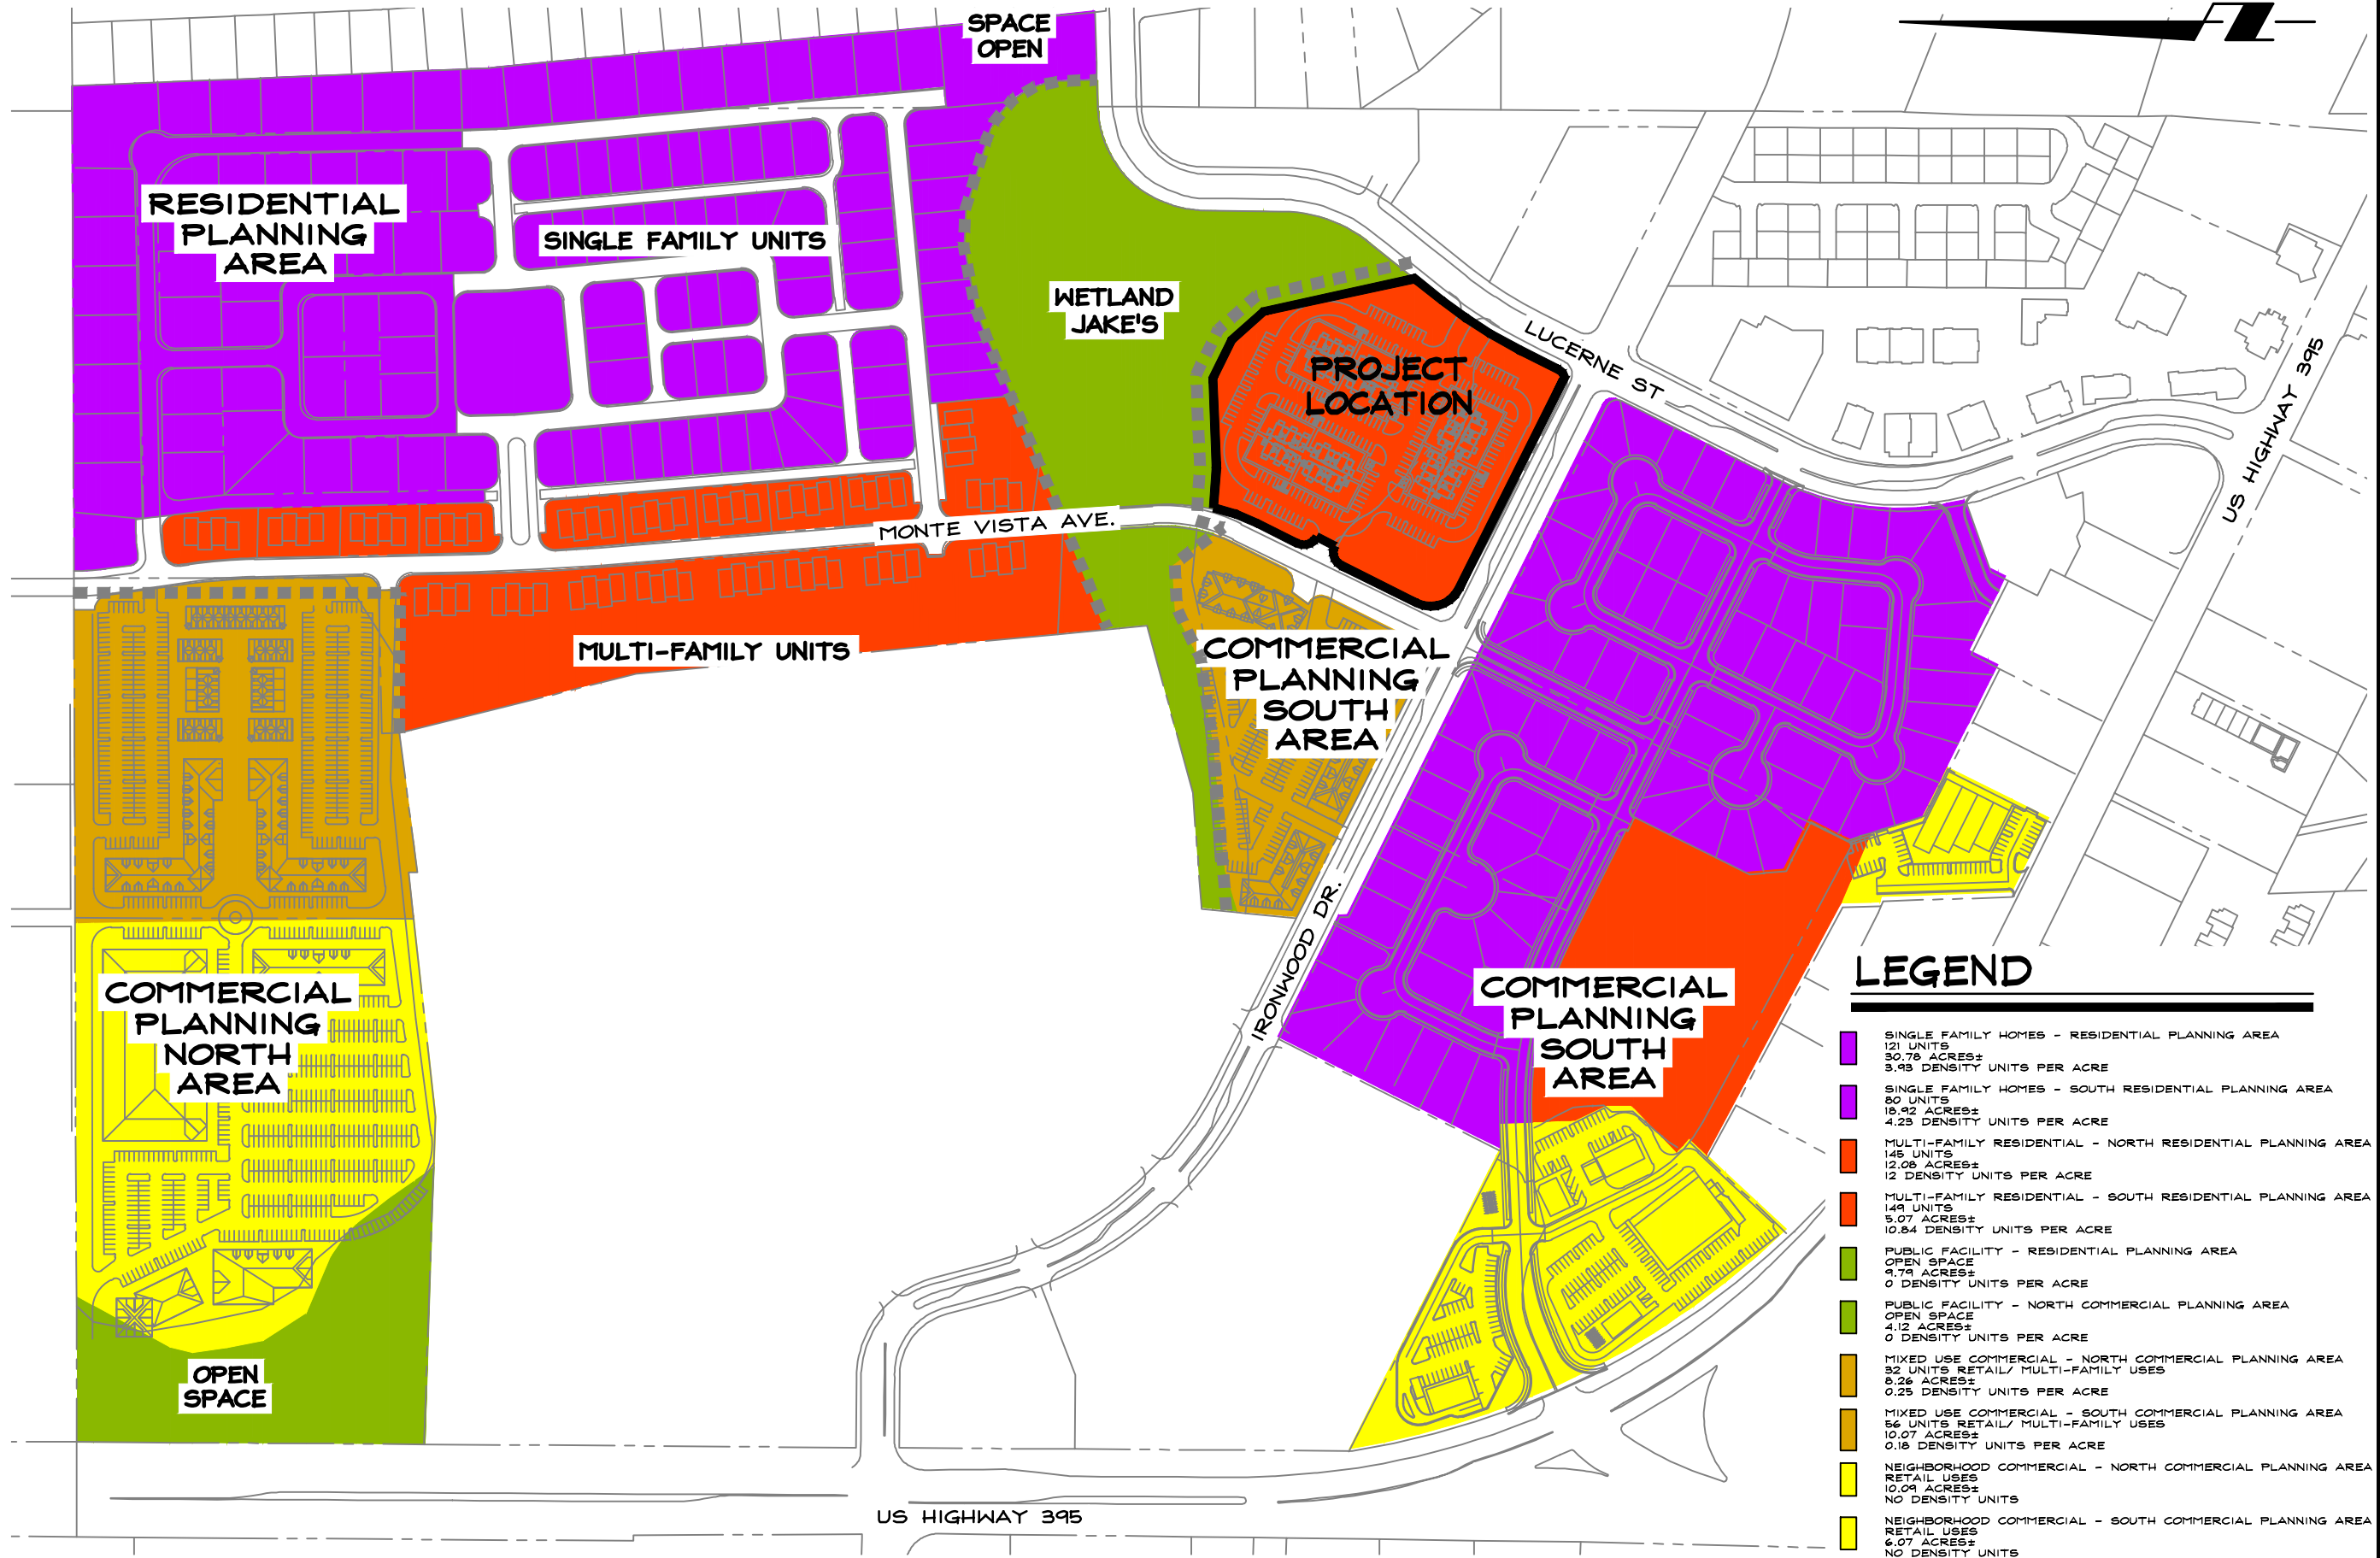 SPACE
OPEN
RESIDENTIAL
PLANNING
AREA
SINGLE FAMILY UNITS
WETLAND
JAKE'S
PROJECT
LOCATION
LUCERNE ST
US HIGHWAY 395
MONTE VISTA AVE.
MULTI-FAMILY UNITS
COMMERCIAL
PLANNING
SOUTH
AREA
IRONWOOD DR.
COMMERCIAL
PLANNING
NORTH
AREA
COMMERCIAL
PLANNING
SOUTH
AREA
OPEN
SPACE
US HIGHWAY 395
LEGEND
SINGLE FAMILY HOMES - RESIDENTIAL PLANNING AREA
121 UNITS
30.78 ACRES±
3.93 DENSITY UNITS PER ACRE
SINGLE FAMILY HOMES - SOUTH RESIDENTIAL PLANNING AREA
80 UNITS
18.92 ACRES±
4.23 DENSITY UNITS PER ACRE
MULTI-FAMILY RESIDENTIAL - NORTH RESIDENTIAL PLANNING AREA
145 UNITS
12.08 ACRES±
12 DENSITY UNITS PER ACRE
MULTI-FAMILY RESIDENTIAL - SOUTH RESIDENTIAL PLANNING AREA
149 UNITS
5.07 ACRES±
10.84 DENSITY UNITS PER ACRE
PUBLIC FACILITY - RESIDENTIAL PLANNING AREA
OPEN SPACE
9.79 ACRES±
0 DENSITY UNITS PER ACRE
PUBLIC FACILITY - NORTH COMMERCIAL PLANNING AREA
OPEN SPACE
4.12 ACRES±
0 DENSITY UNITS PER ACRE
MIXED USE COMMERCIAL - NORTH COMMERCIAL PLANNING AREA
32 UNITS RETAIL/ MULTI-FAMILY USES
8.26 ACRES±
0.25 DENSITY UNITS PER ACRE
MIXED USE COMMERCIAL - SOUTH COMMERCIAL PLANNING AREA
56 UNITS RETAIL/ MULTI-FAMILY USES
10.07 ACRES±
0.18 DENSITY UNITS PER ACRE
NEIGHBORHOOD COMMERCIAL - NORTH COMMERCIAL PLANNING AREA
RETAIL USES
10.09 ACRES±
NO DENSITY UNITS
NEIGHBORHOOD COMMERCIAL - SOUTH COMMERCIAL PLANNING AREA
RETAIL USES
6.07 ACRES±
NO DENSITY UNITS